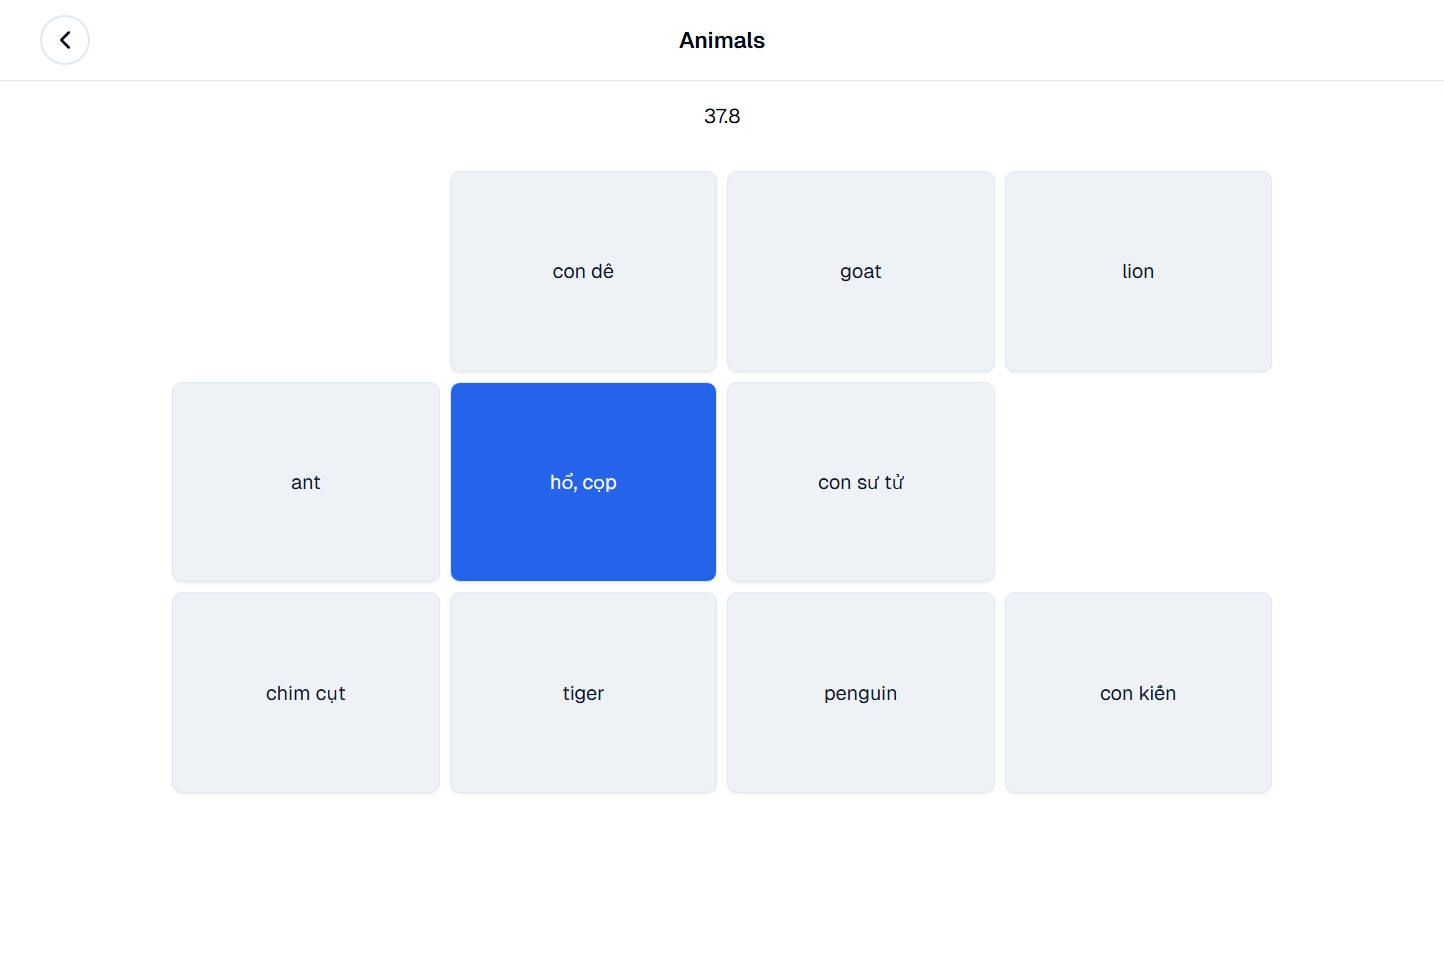 Animals
37.8
con dê
goat
lion
ant
hổ, cọp
con sư tử
chim cụt
tiger
penguin
con kiến